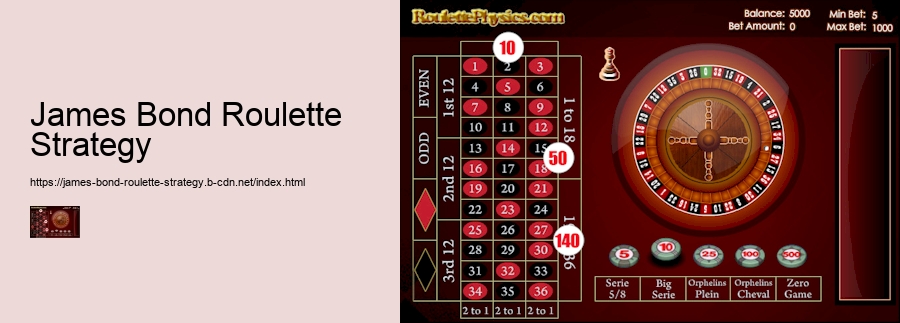 James Bond Roulette
Strategy
https://james-bond-roulette-strategy.b-cdn.net/index.html
RoulettePhysics.com
Balance: 5000
Min Bet: 5
Bet Amount: 0
Max Bet: 1000
10
EVEN
ODD
1st 12
2nd 12
3rd 12
1 2 3
4 5 6
7 8 9
10 11 12
13 14 15
16 17 18
19 20 21
22 23 24
25 26 27
28 29 30
31 32 33
34 35 36
2 to 1 2 to 1 2 to 1
1 to 18
50
140
5 10 25 100 500
Serie
5/8
Big
Serie
Orphelins
Plein
Orphelins
Cheval
Zero
Game